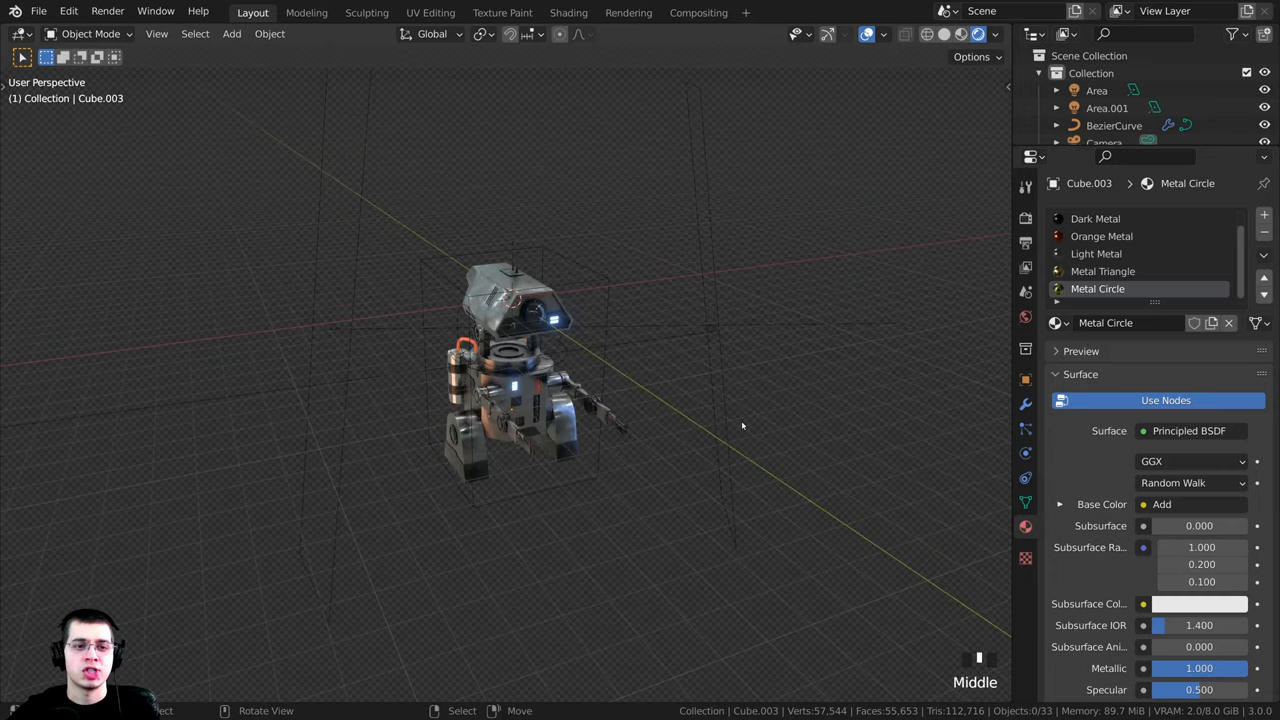 File Edit Render Window Help Layout Modeling Sculpting UV Editing Texture Paint Shading Rendering Compositing + Scene View Layer
Object Mode View Select Add Object Global
Options
User Perspective
(1) Collection | Cube.003
Scene Collection
Collection
Area
Area.001
BezierCurve
Camera
Cube.003 Metal Circle
Dark Metal
Orange Metal
Light Metal
Metal Triangle
Metal Circle
Metal Circle
Preview
Surface
Use Nodes
Surface Principled BSDF
GGX
Random Walk
Base Color Add
Subsurface 0.000
Subsurface Ra... 1.000
0.200
0.100
Subsurface Col...
Subsurface IOR 1.400
Subsurface Ani... 0.000
Metallic 1.000
Specular 0.500
Middle
Rotate View Select Move Collection | Cube.003 | Verts:57,544 | Faces:55,653 | Tris:112,716 | Objects:0/33 | Memory: 89.7 MiB | VRAM: 2.0/8.0 GiB | 3.0.0